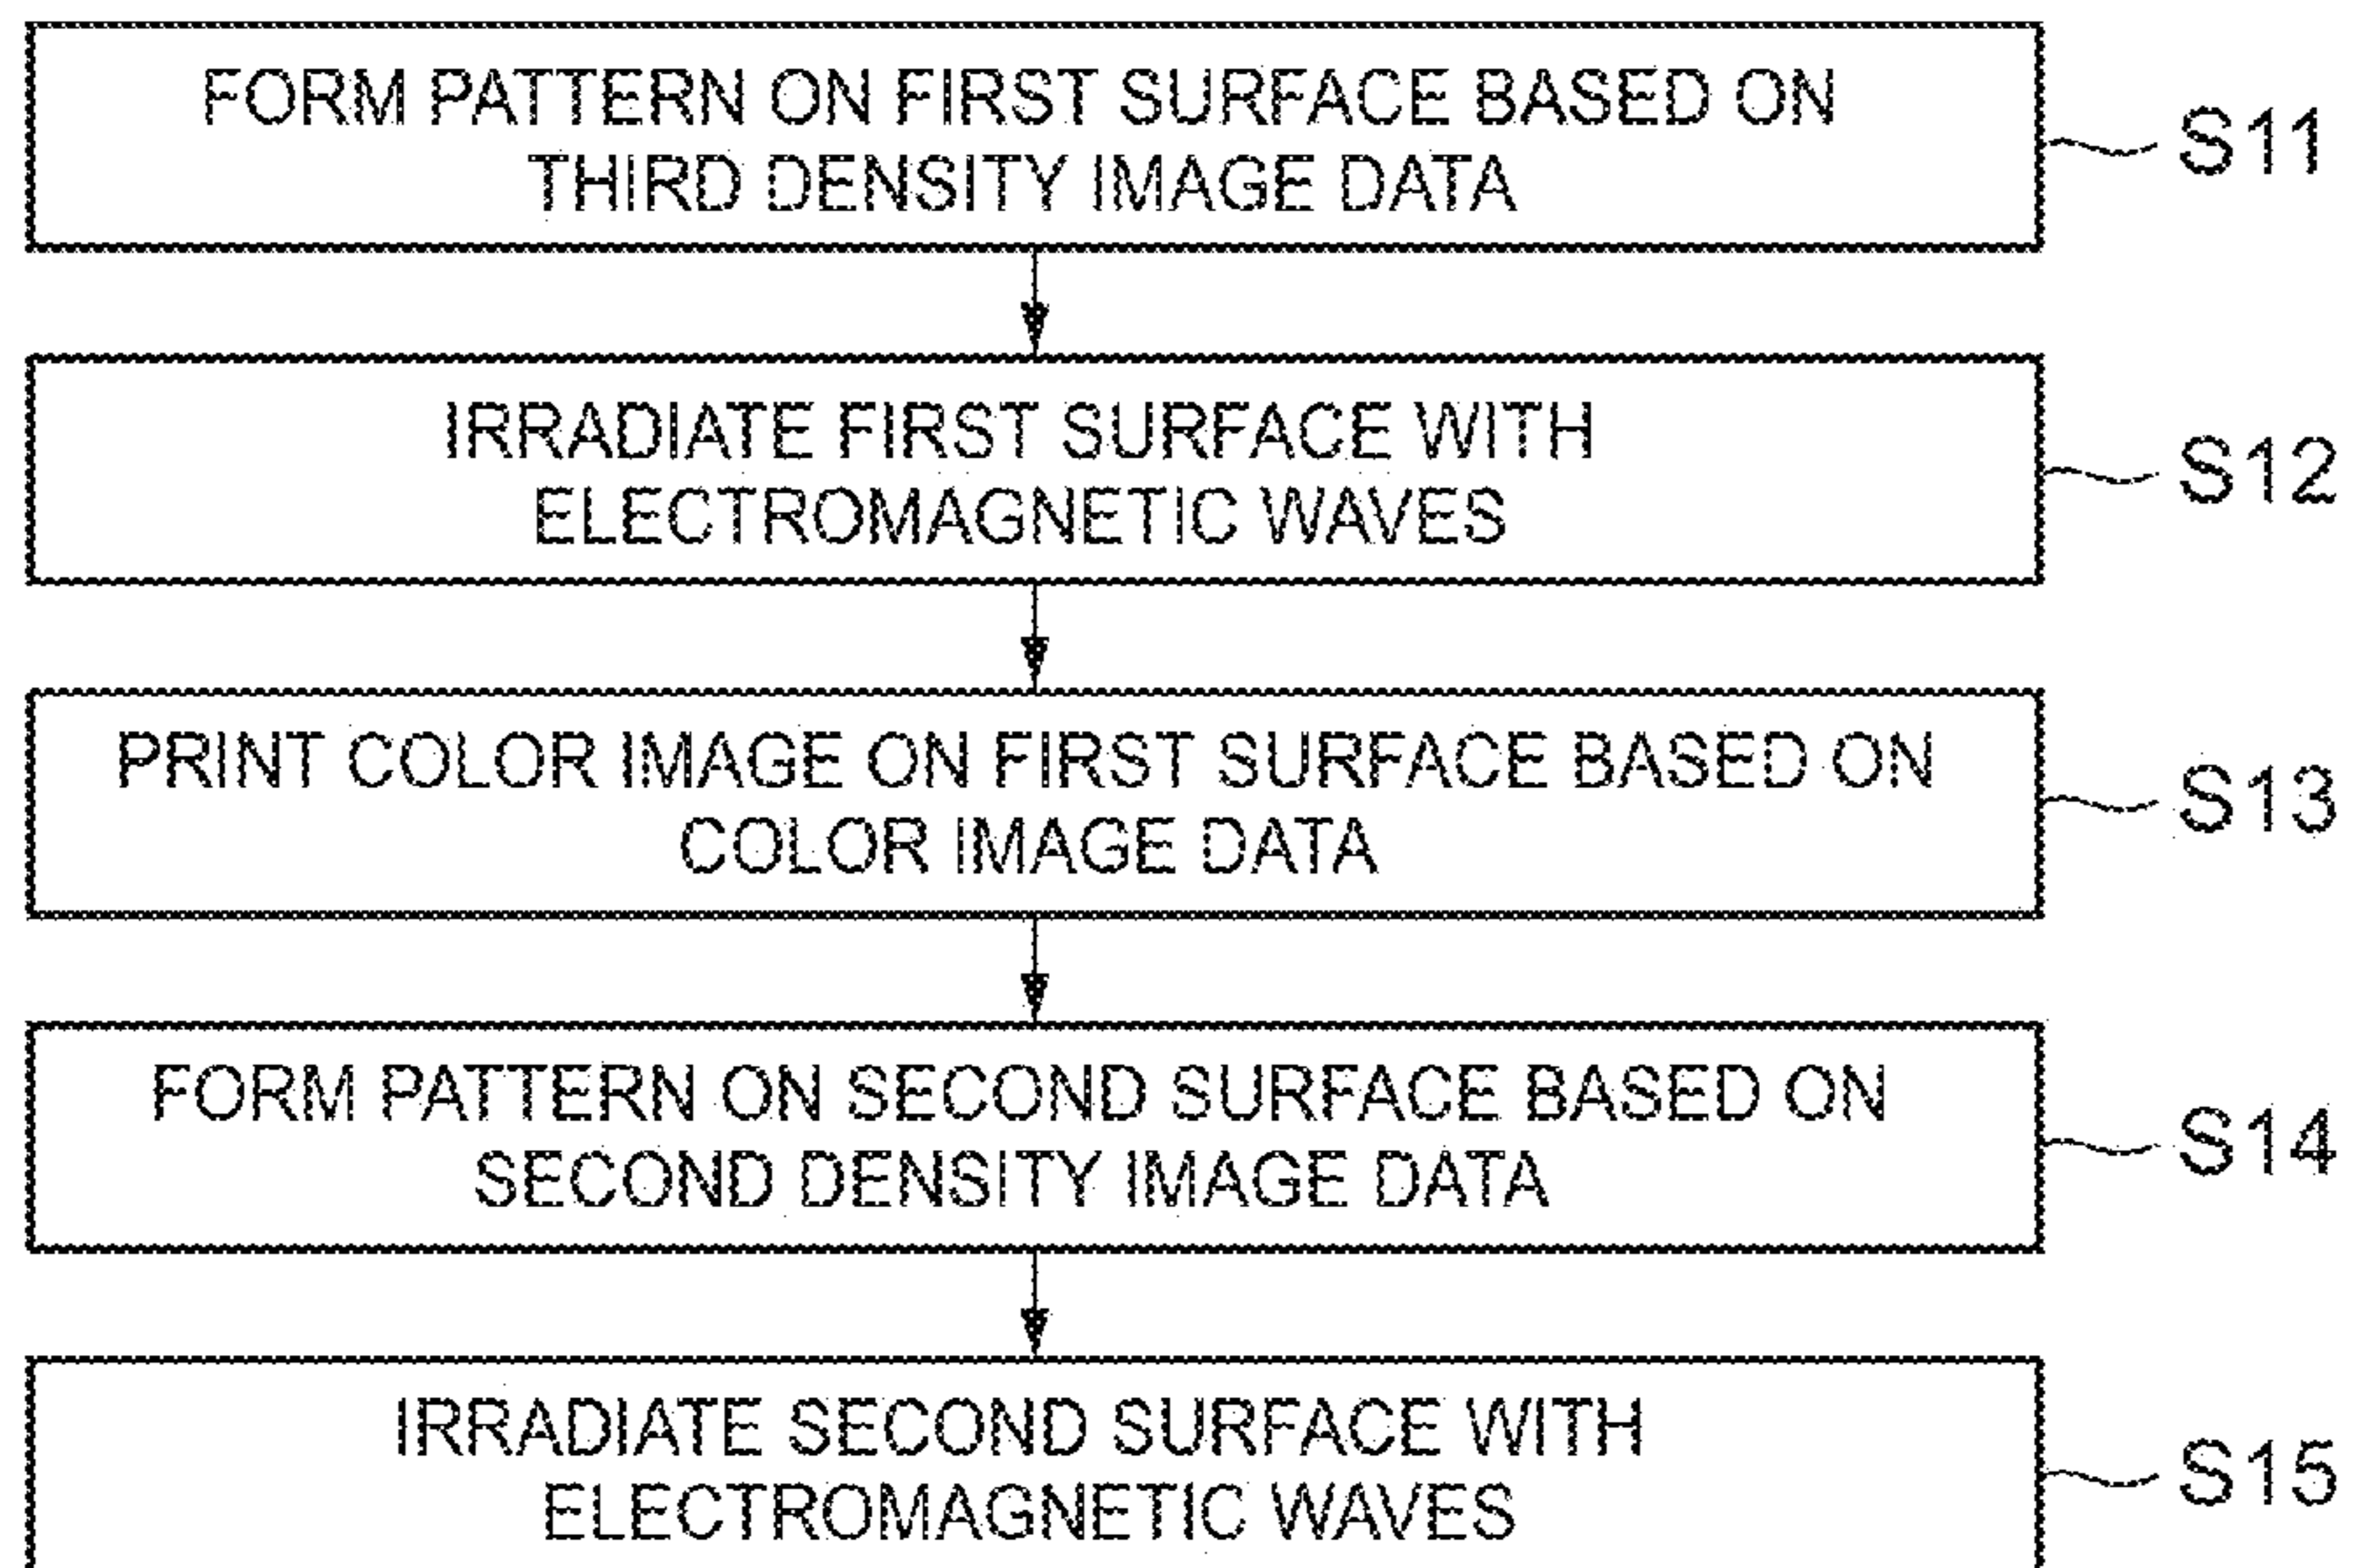 FORM PATTERN ON FIRST SURFACE BASED ON
THIRD DENSITY IMAGE DATA
S11
IRRADIATE FIRST SURFACE WITH
ELECTROMAGNETIC WAVES
S12
PRINT COLOR IMAGE ON FIRST SURFACE BASED ON
COLOR IMAGE DATA
S13
FORM PATTERN ON SECOND SURFACE BASED ON
SECOND DENSITY IMAGE DATA
S14
IRRADIATE SECOND SURFACE WITH
ELECTROMAGNETIC WAVES
S15